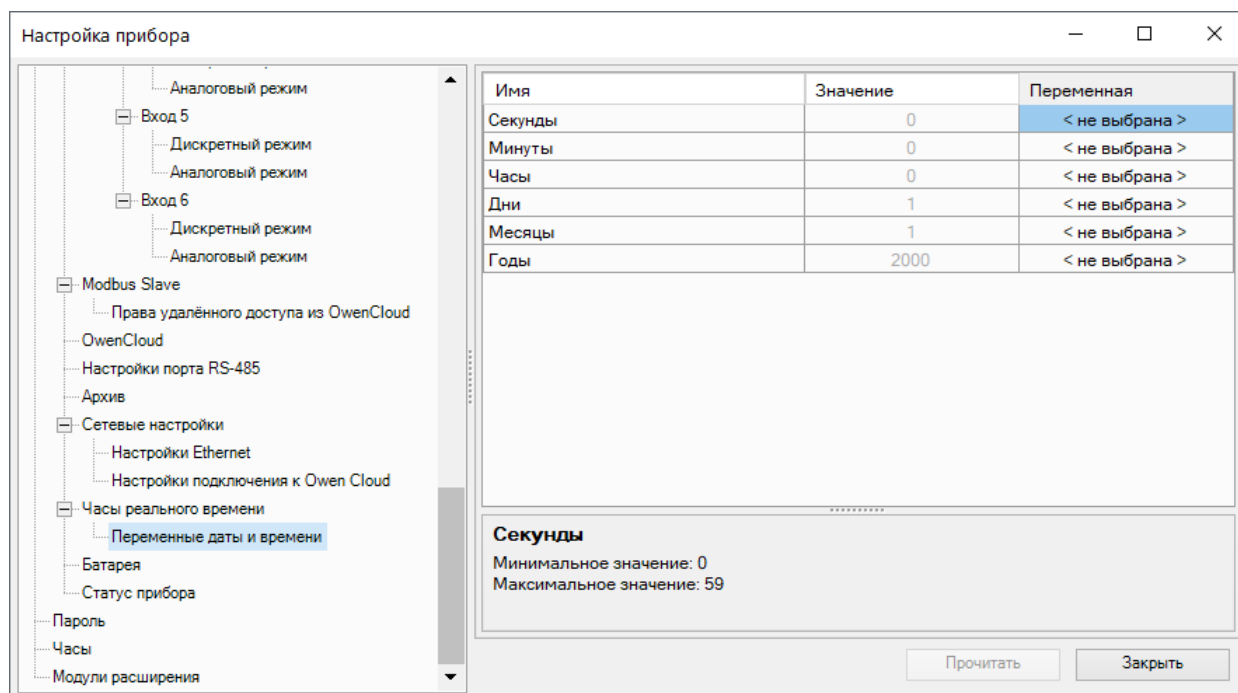 Настройка прибора
Аналоговый режим
Вход 5
Дискретный режим
Аналоговый режим
Вход 6
Дискретный режим
Аналоговый режим
Modbus Slave
Права удалённого доступа из OwenCloud
OwenCloud
Настройки порта RS-485
Архив
Сетевые настройки
Настройки Ethernet
Настройки подключения к Owen Cloud
Часы реального времени
Переменные даты и времени
Батарея
Статус прибора
Пароль
Часы
Модули расширения
Имя Значение Переменная
Секунды 0 < не выбрана >
Минуты 0 < не выбрана >
Часы 0 < не выбрана >
Дни 1 < не выбрана >
Месяцы 1 < не выбрана >
Годы 2000 < не выбрана >
Секунды
Минимальное значение: 0
Максимальное значение: 59
Прочитать Закрыть